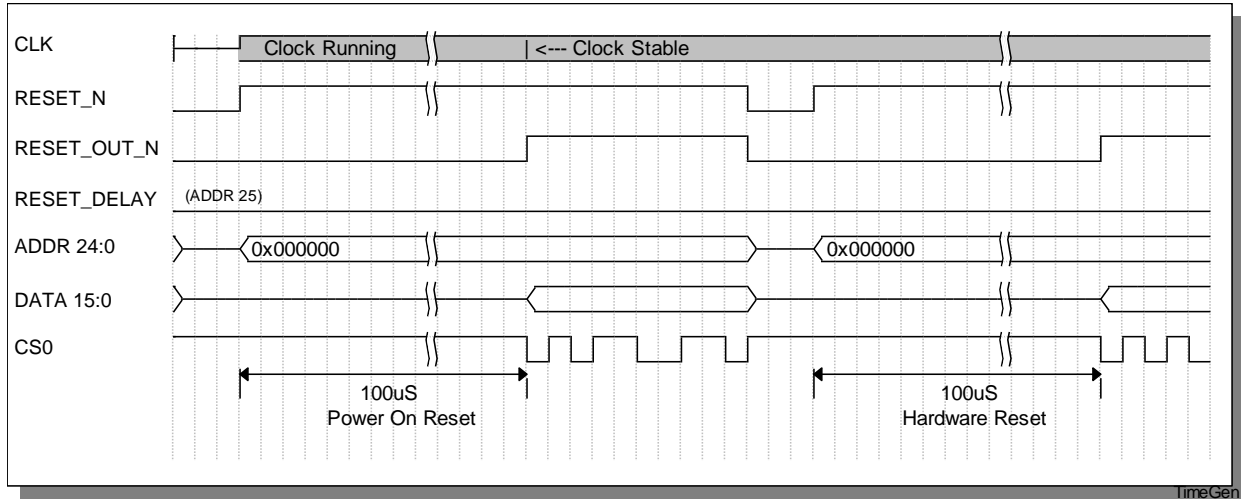 CLK
Clock Running
| <--- Clock Stable
RESET_N
RESET_OUT_N
RESET_DELAY (ADDR 25)
ADDR 24:0
0x000000
0x000000
DATA 15:0
CS0
100uS
Power On Reset
100uS
Hardware Reset
TimeGen